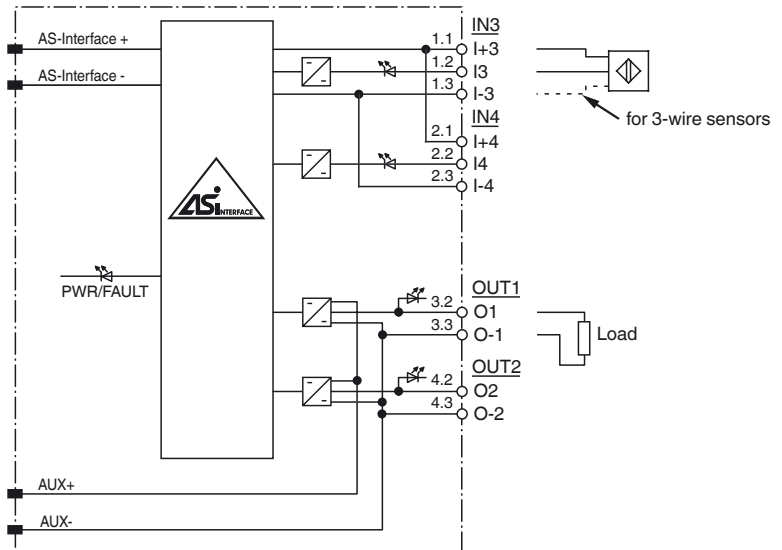 AS-Interface +
AS-Interface -
PWR/FAULT
AUX+
AUX-
ASi
INTERFACE
IN3
1.1 I+3
1.2 I3
1.3 I-3
IN4
2.1 I+4
2.2 I4
2.3 I-4
for 3-wire sensors
OUT1
3.2 O1
3.3 O-1
Load
OUT2
4.2 O2
4.3 O-2